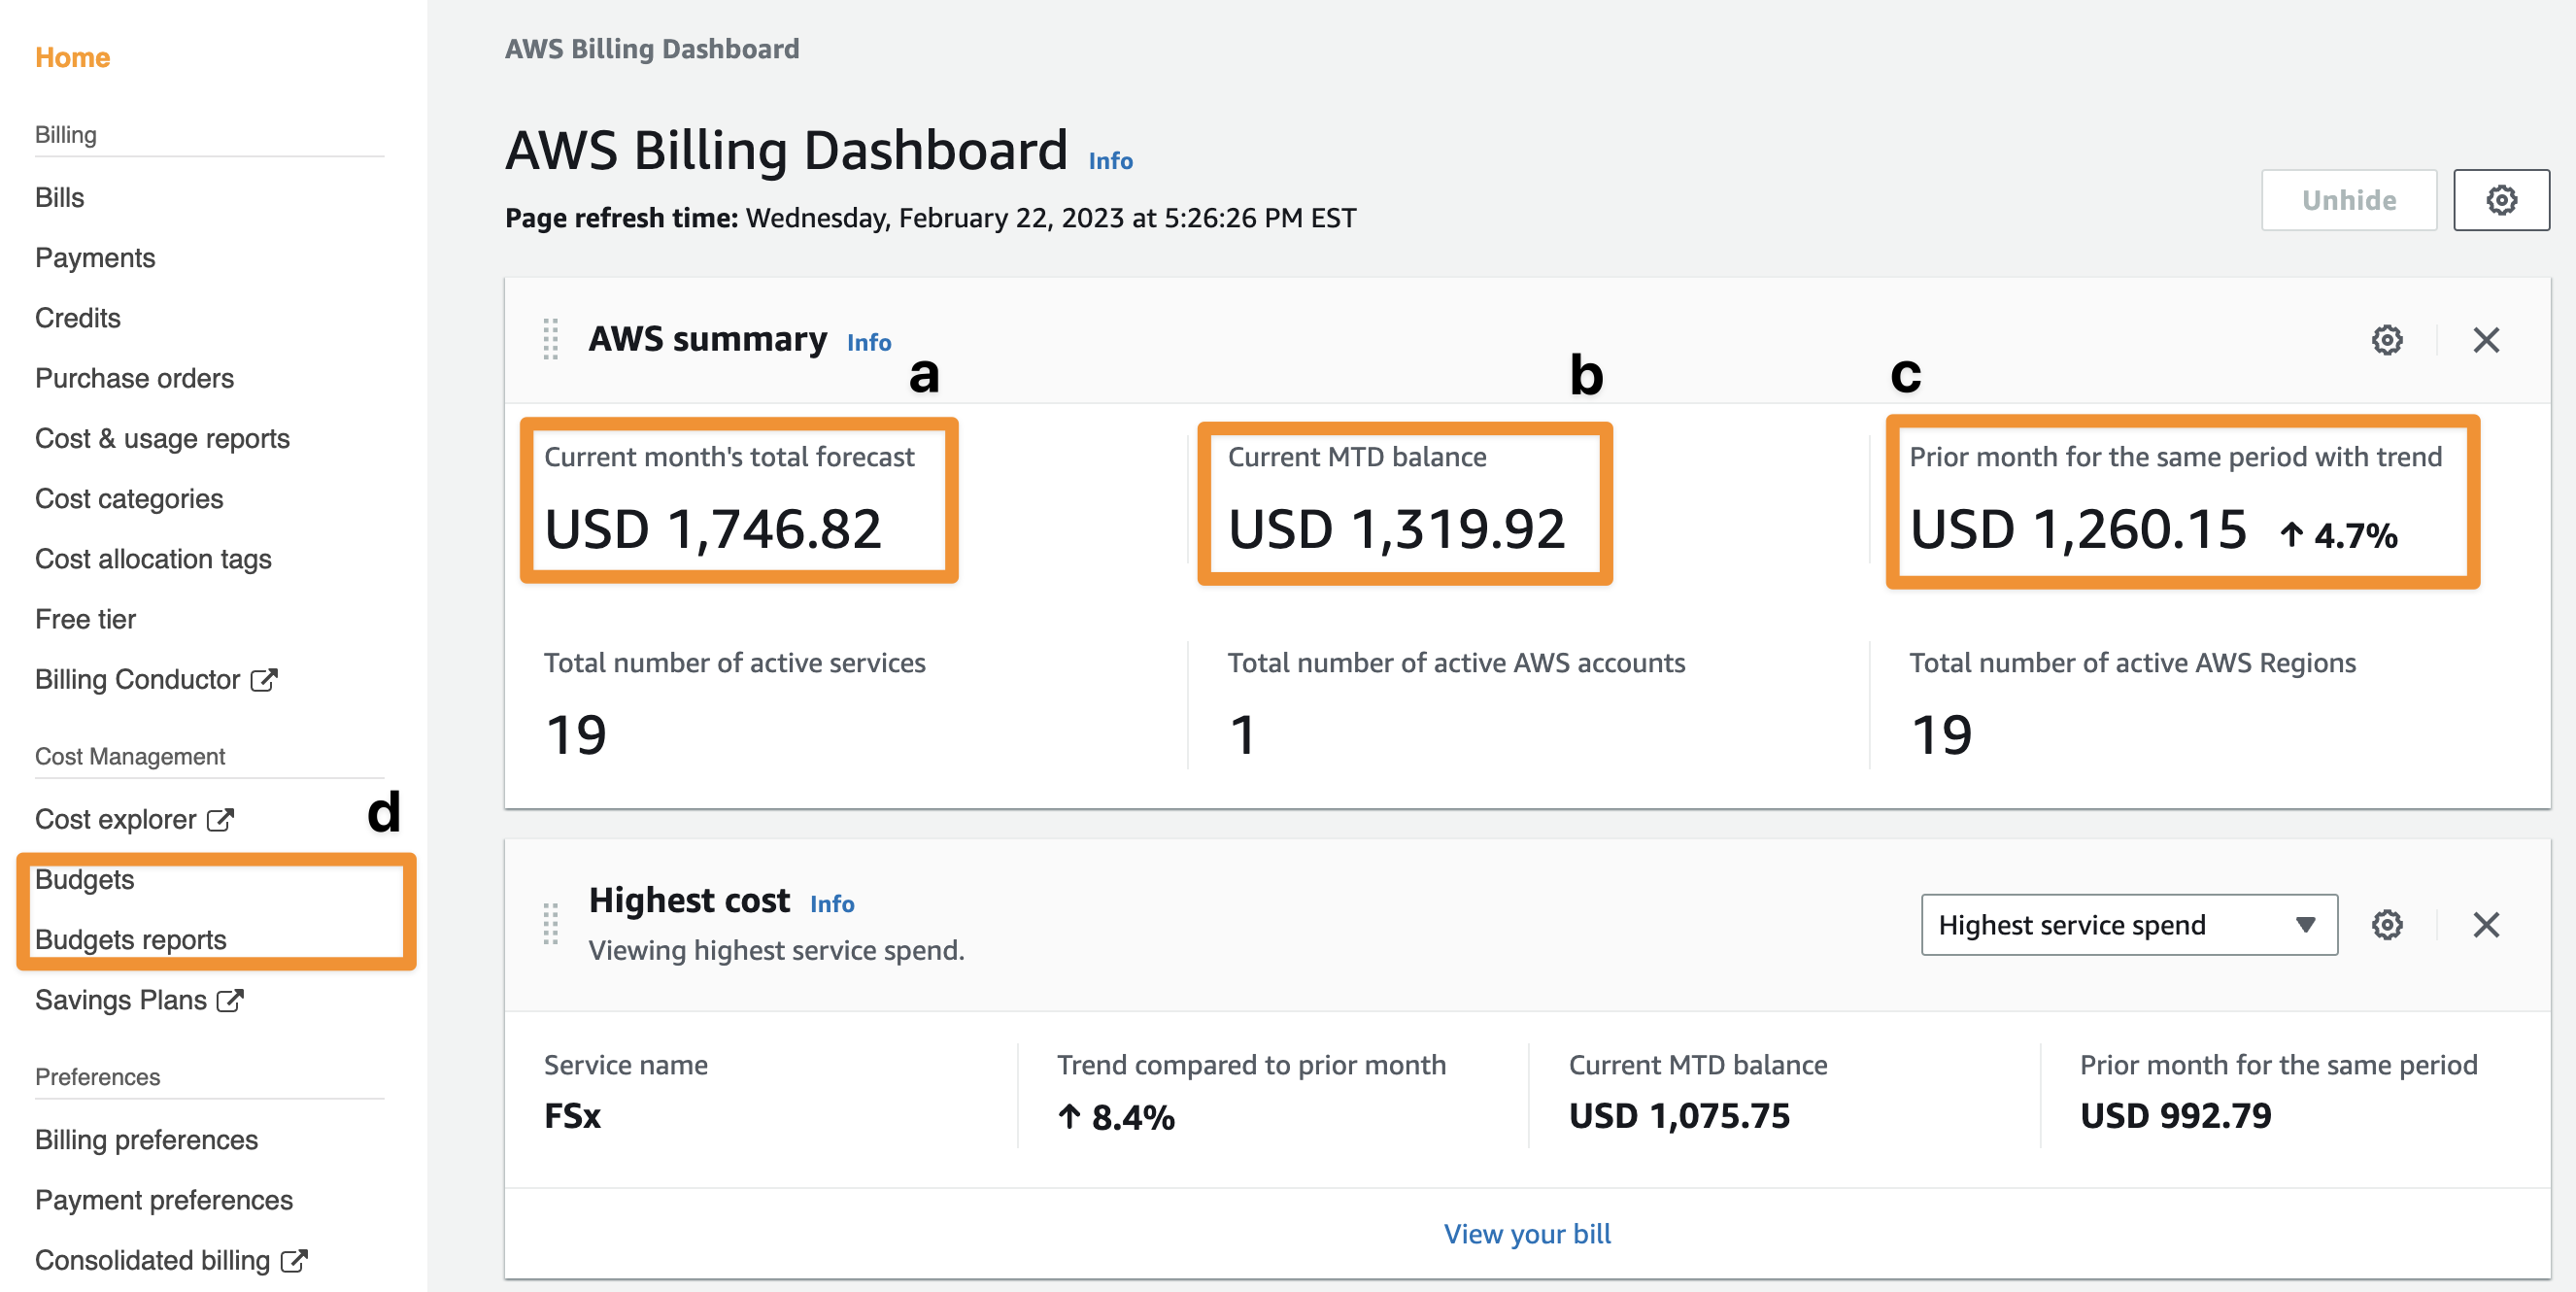 Home
Billing
Bills
Payments
Credits
Purchase orders
Cost & usage reports
Cost categories
Cost allocation tags
Free tier
Billing Conductor
Cost Management
Cost explorer
d
Budgets
Budgets reports
Savings Plans
Preferences
Billing preferences
Payment preferences
Consolidated billing
AWS Billing Dashboard
AWS Billing Dashboard Info
Page refresh time: Wednesday, February 22, 2023 at 5:26:26 PM EST
Unhide
AWS summary Info
a b c
Current month's total forecast
USD 1,746.82
Current MTD balance
USD 1,319.92
Prior month for the same period with trend
USD 1,260.15 ↑ 4.7%
Total number of active services
19
Total number of active AWS accounts
1
Total number of active AWS Regions
19
Highest cost Info
Viewing highest service spend.
Highest service spend
Service name
FSx
Trend compared to prior month
↑ 8.4%
Current MTD balance
USD 1,075.75
Prior month for the same period
USD 992.79
View your bill